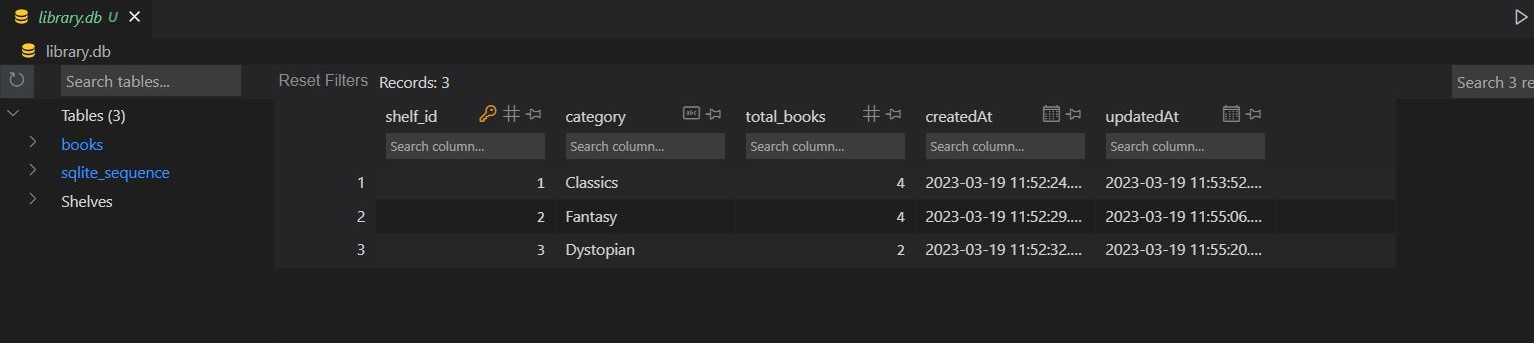 library.db U
library.db
Search tables... Reset Filters Records: 3 Search 3 re
Tables (3) shelf_id category total_books createdAt updatedAt
books Search column... Search column... Search column... Search column... Search column...
sqlite_sequence 1 1 Classics 4 2023-03-19 11:52:24.... 2023-03-19 11:53:52....
Shelves 2 2 Fantasy 4 2023-03-19 11:52:29.... 2023-03-19 11:55:06....
3 3 Dystopian 2 2023-03-19 11:52:32.... 2023-03-19 11:55:20....